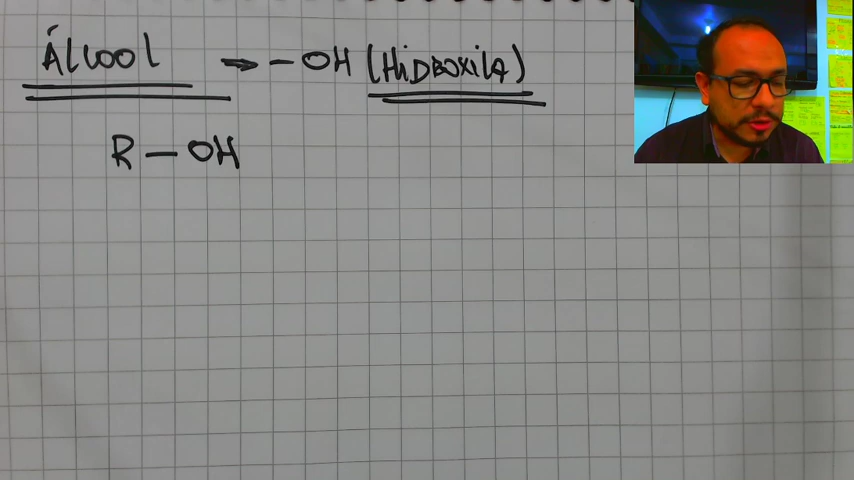 Álcool → - OH (HiDROXilA)
R — OH